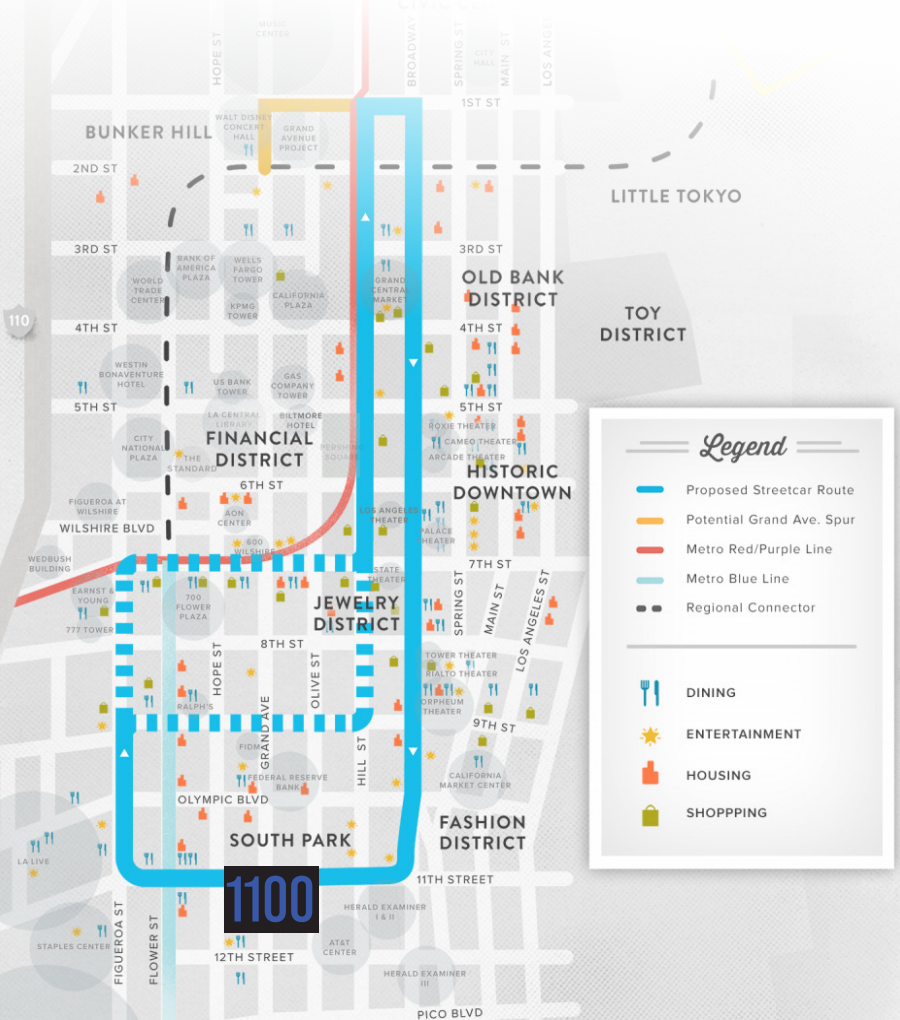 CIVIC CE
MUSIC
CENTER
HOPE ST
BROADWAY
SPRING ST
CITY
HALL
MAIN ST
LOS ANGE
1ST ST
BUNKER HILL
WALT DISNEY
CONCERT
HALL
GRAND
AVENUE
PROJECT
2ND ST
LITTLE TOKYO
3RD ST
3RD ST
BANK OF
AMERICA
PLAZA
WELLS
FARGO
TOWER
WORLD
TRADE
CENTER
CALIFORNIA
PLAZA
KPMG
TOWER
GRAND
CENTRAL
MARKET
OLD BANK
DISTRICT
TOY
DISTRICT
110
4TH ST
4TH ST
WESTIN
BONAVENTURE
HOTEL
US BANK
TOWER
GAS
COMPANY
TOWER
5TH ST
5TH ST
LA CENTRAL
LIBRARY
BILTMORE
HOTEL
ROXIE THEATER
CAMEO THEATER
ARCADE THEATER
CITY
NATIONAL
PLAZA
FINANCIAL
DISTRICT
PERSHING
SQUARE
THE
STANDARD
HISTORIC
DOWNTOWN
6TH ST
FIGUEROA AT
WILSHIRE
AON
CENTER
LOS ANGELES
THEATER
WILSHIRE BLVD
PALACE
THEATER
600
WILSHIRE
WEDBUSH
BUILDING
7TH ST
STATE
THEATER
EARNST &
YOUNG
777 TOWER
700
FLOWER
PLAZA
JEWELRY
DISTRICT
SPRING ST
MAIN ST
LOS ANGELES ST
8TH ST
HOPE ST
OLIVE ST
TOWER THEATER
RIALTO THEATER
ORPHEUM
THEATER
RALPH'S
GRAND AVE
9TH ST
HILL ST
FIDM
FEDERAL RESERVE
BANK
CALIFORNIA
MARKET CENTER
OLYMPIC BLVD
SOUTH PARK
FASHION
DISTRICT
LA LIVE
11TH STREET
1100
HERALD EXAMINER
I & II
FIGUEROA ST
FLOWER ST
STAPLES CENTER
AT&T
CENTER
12TH STREET
HERALD EXAMINER
III
PICO BLVD
Legend
Proposed Streetcar Route
Potential Grand Ave. Spur
Metro Red/Purple Line
Metro Blue Line
Regional Connector
DINING
ENTERTAINMENT
HOUSING
SHOPPPING